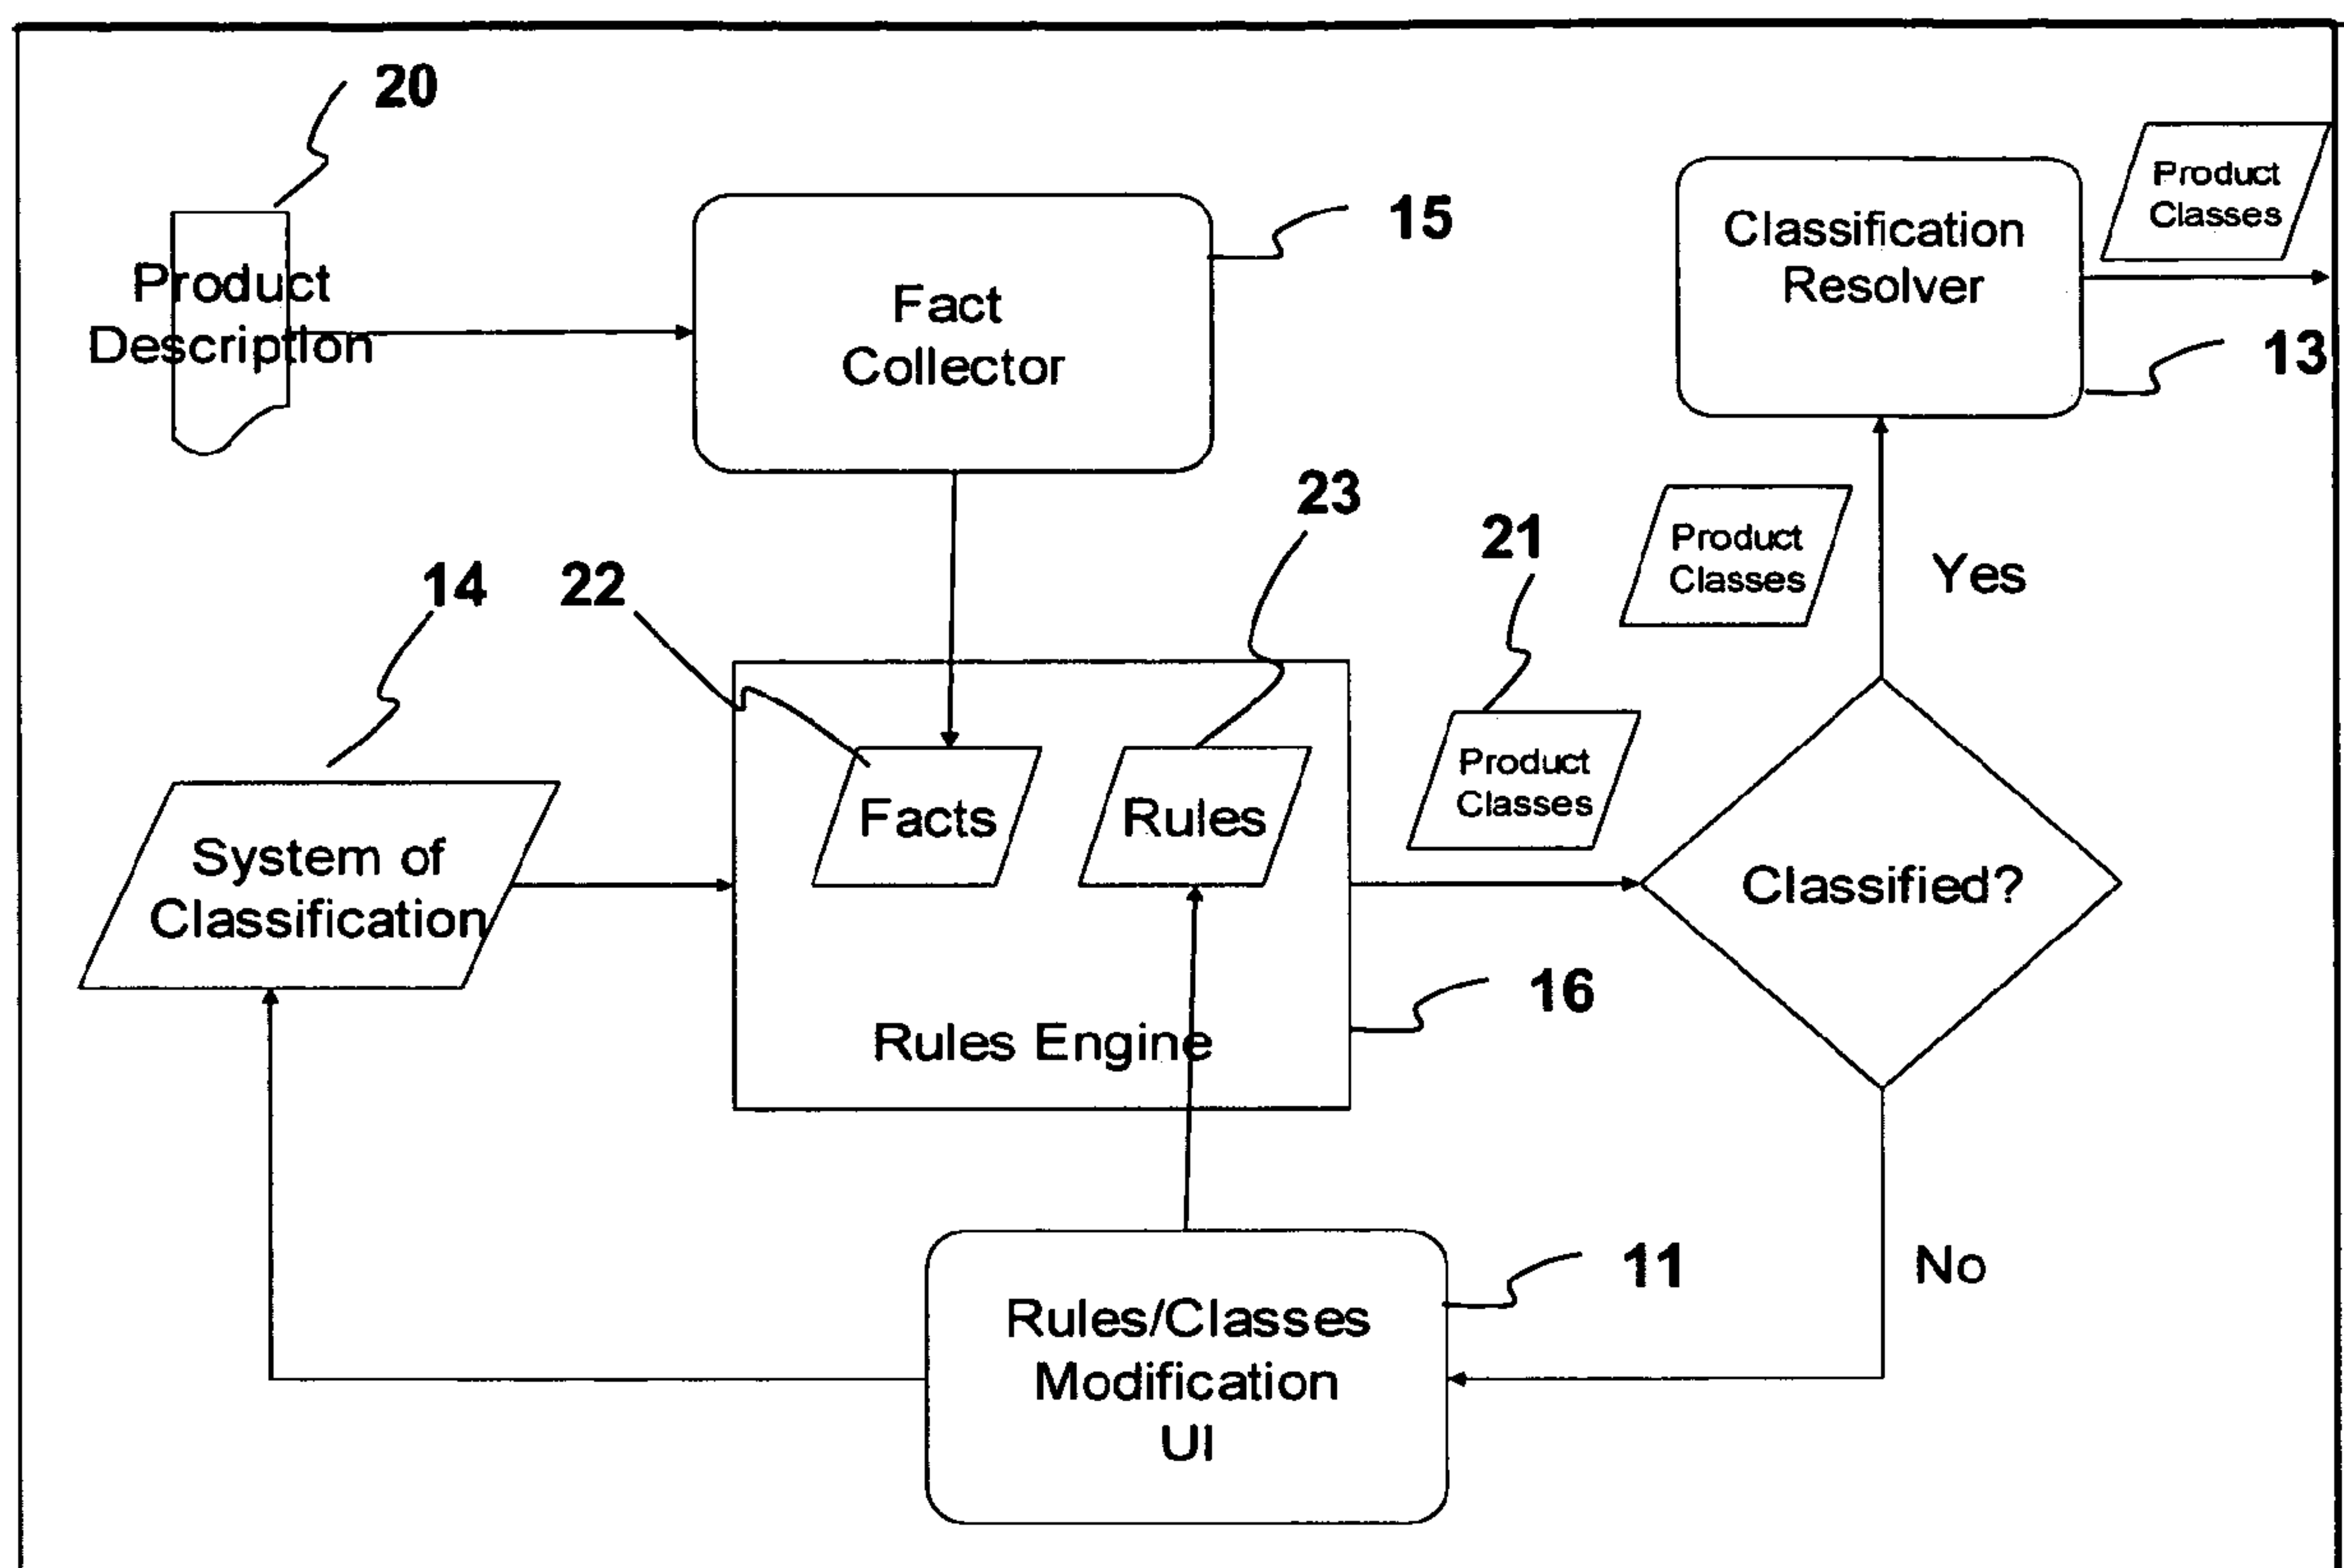 20
Product
Description
Fact
Collector
15
Classification
Resolver
Product
Classes
13
14
22
23
21
Product
Classes
Yes
Product
Classes
System of
Classification
Facts
Rules
Rules Engine
16
Classified?
Rules/Classes
Modification
UI
11
No